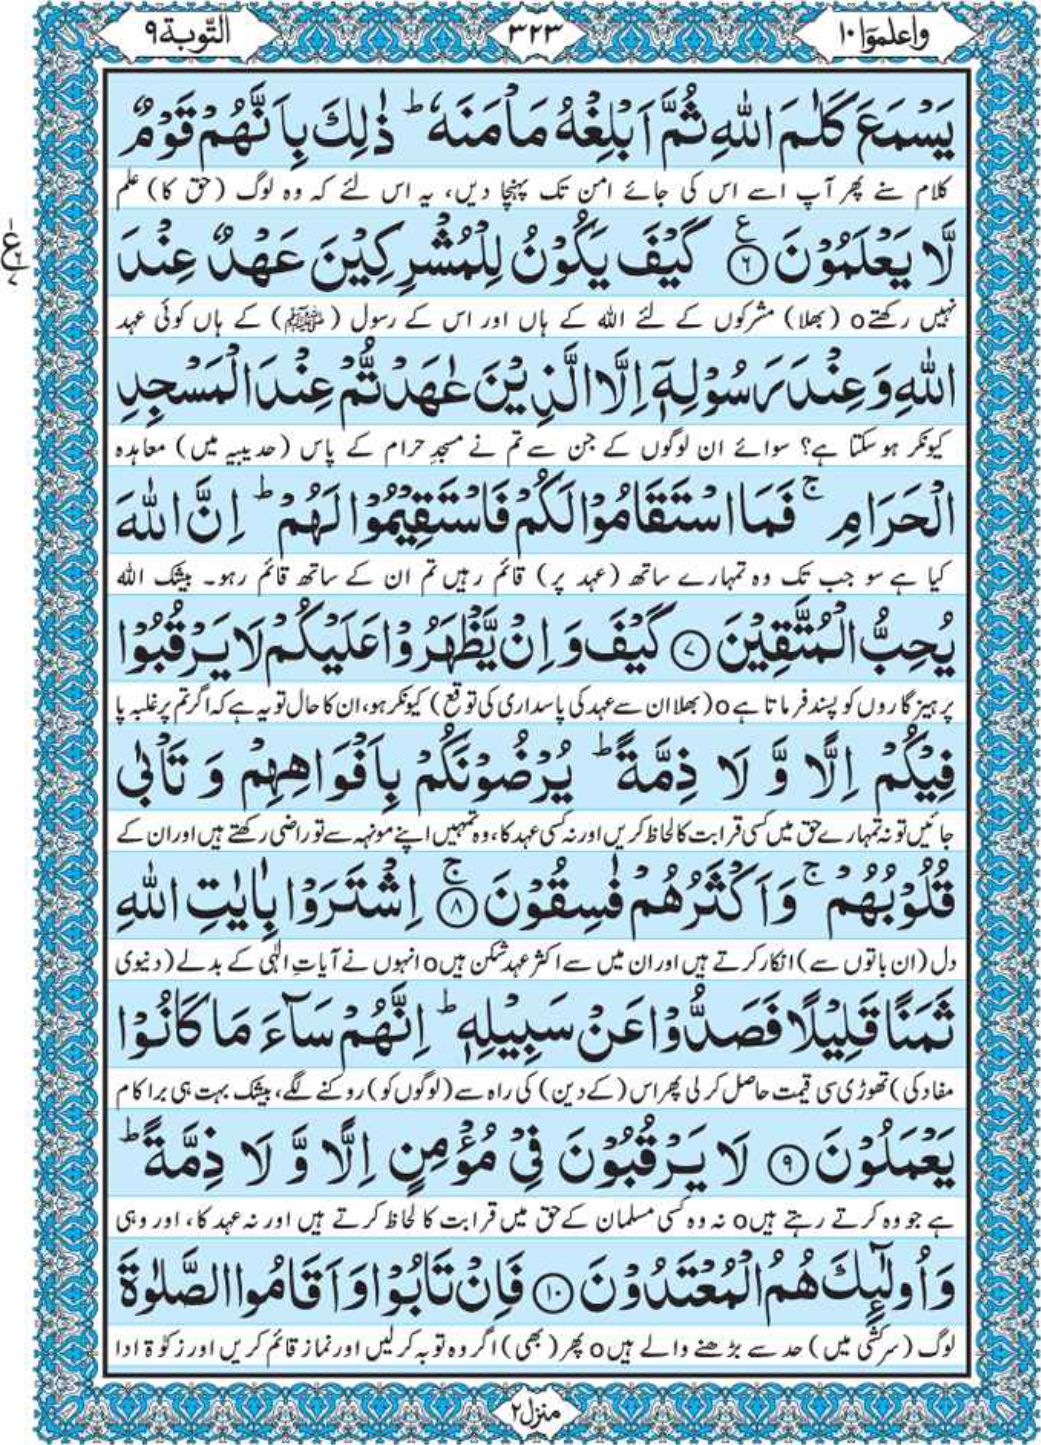 واعلموٓا ١٠
٣٢٣
التّوبة ٩
يَسْمَعَ كَلٰمَ اللّٰهِ ثُمَّ اَبْلِغْهُ مَاْمَنَهٗ ؕ ذٰلِكَ بِاَنَّهُمْ قَوْمٌ
کلام سنے پھر آپ اسے اس کی جائے امن تک پہنچا دیں، یہ اس لئے کہ وہ لوگ (حق کا) علم
لَّا يَعْلَمُوْنَ ۶ ع كَيْفَ يَكُوْنُ لِلْمُشْرِكِيْنَ عَهْدٌ عِنْدَ
نہیں رکھتے o (بھلا) مشرکوں کے لئے اللہ کے ہاں اور اس کے رسول (ﷺ) کے ہاں کوئی عہد
اللّٰهِ وَ عِنْدَ رَسُوْلِهٖۤ اِلَّا الَّذِيْنَ عٰهَدْتُّمْ عِنْدَ الْمَسْجِدِ
کیونکر ہو سکتا ہے؟ سوائے ان لوگوں کے جن سے تم نے مسجدِ حرام کے پاس (حدیبیہ میں) معاہدہ
الْحَرَامِ ۚ فَمَا اسْتَقَامُوْا لَكُمْ فَاسْتَقِيْمُوْا لَهُمْ ؕ اِنَّ اللّٰهَ
کیا ہے سو جب تک وہ تمہارے ساتھ (عہد پر) قائم رہیں تم ان کے ساتھ قائم رہو۔ بیشک اللہ
يُحِبُّ الْمُتَّقِيْنَ ۷ كَيْفَ وَ اِنْ يَّظْهَرُوْا عَلَيْكُمْ لَا يَرْقُبُوْا
پرہیزگاروں کو پسند فرماتا ہے o (بھلا ان سے عہد کی پاسداری کی توقع) کیونکر ہو، ان کا حال تو یہ ہے کہ اگر تم پر غلبہ پا
فِيْكُمْ اِلًّا وَّ لَا ذِمَّةً ؕ يُرْضُوْنَكُمْ بِاَفْوَاهِهِمْ وَ تَاْبٰى
جائیں تو نہ تمہارے حق میں کسی قرابت کا لحاظ کریں اور نہ کسی عہد کا، وہ تمہیں اپنے مونہہ سے تو راضی رکھتے ہیں اور ان کے
قُلُوْبُهُمْ ۚ وَ اَكْثَرُهُمْ فٰسِقُوْنَ ۸ ۚ اِشْتَرَوْا بِاٰيٰتِ اللّٰهِ
دل (ان باتوں سے) انکار کرتے ہیں اور ان میں سے اکثر عہد شکن ہیں o انہوں نے آیاتِ الٰہی کے بدلے (دنیوی
ثَمَنًا قَلِيْلًا فَصَدُّوْا عَنْ سَبِيْلِهٖ ؕ اِنَّهُمْ سَآءَ مَا كَانُوْا
مفاد کی) تھوڑی سی قیمت حاصل کر لی پھر اس (کے دین) کی راہ سے (لوگوں کو) روکنے لگے، بیشک بہت ہی برا کام
يَعْمَلُوْنَ ۹ لَا يَرْقُبُوْنَ فِيْ مُؤْمِنٍ اِلًّا وَّ لَا ذِمَّةً ؕ
ہے جو وہ کرتے رہتے ہیں o نہ وہ کسی مسلمان کے حق میں قرابت کا لحاظ کرتے ہیں اور نہ عہد کا، اور وہی
وَ اُولٰٓئِكَ هُمُ الْمُعْتَدُوْنَ ۱۰ فَاِنْ تَابُوْا وَ اَقَامُوا الصَّلٰوةَ
لوگ (سرکشی میں) حد سے بڑھنے والے ہیں o پھر (بھی) اگر وہ توبہ کر لیں اور نماز قائم کریں اور زکوٰۃ ادا
منزل ٢